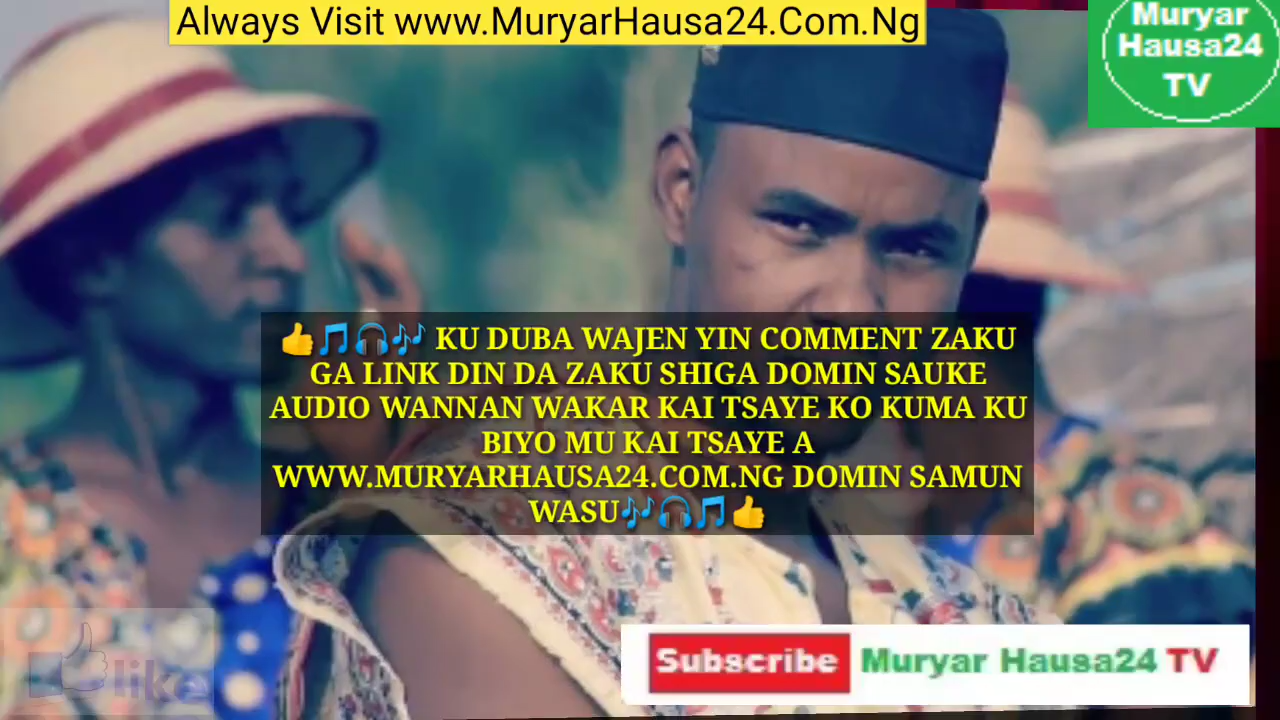 Always Visit www.MuryarHausa24.Com.Ng
Muryar
Hausa24
TV
👍🎵🎧🎶 KU DUBA WAJEN YIN COMMENT ZAKU
GA LINK DIN DA ZAKU SHIGA DOMIN SAUKE
AUDIO WANNAN WAKAR KAI TSAYE KO KUMA KU
BIYO MU KAI TSAYE A
WWW.MURYARHAUSA24.COM.NG DOMIN SAMUN
WASU🎶🎧🎵👍
like
Subscribe Muryar Hausa24 TV